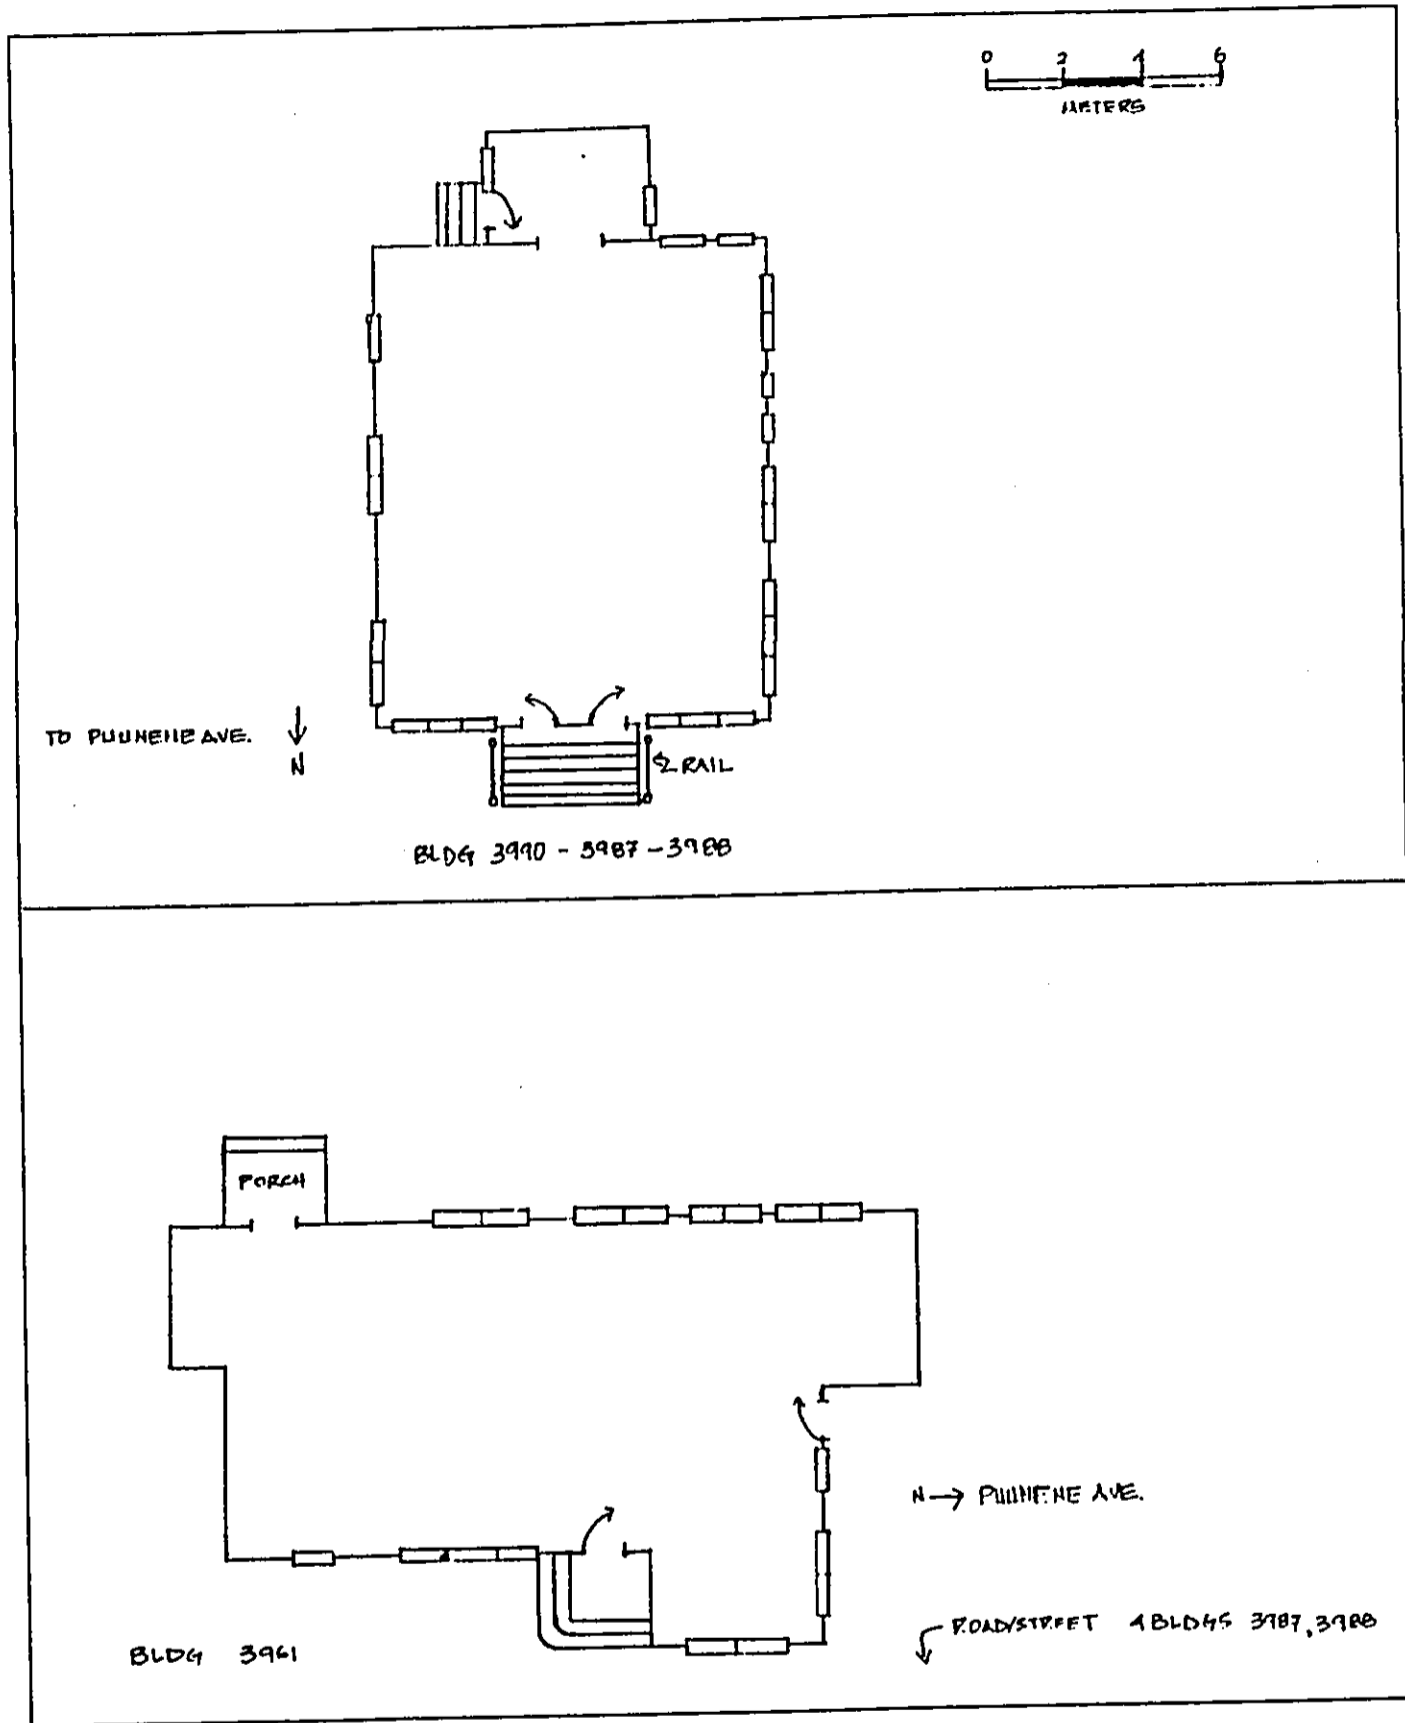 0 2 4 6
METERS
TO PUUNENE AVE.
N
RAIL
BLDG 3990 - 3987 - 3988
PORCH
N → PUUNENE AVE.
ROAD/STREET & BLDGS 3987, 3988
BLDG 3961